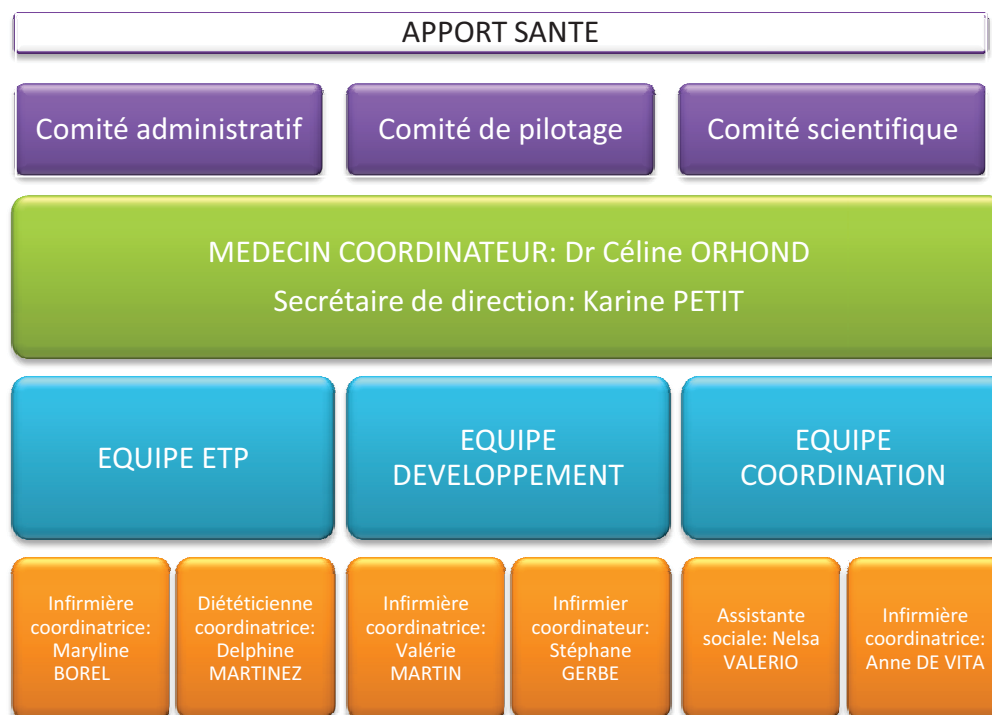 APPORT SANTE
Comité administratif
Comité de pilotage
Comité scientifique
MEDECIN COORDINATEUR: Dr Céline ORHOND
Secrétaire de direction: Karine PETIT
EQUIPE ETP
EQUIPE
DEVELOPPEMENT
EQUIPE
COORDINATION
Infirmière
coordinatrice:
Maryline
BOREL
Diététicienne
coordinatrice:
Delphine
MARTINEZ
Infirmière
coordinatrice:
Valérie
MARTIN
Infirmier
coordinateur:
Stéphane
GERBE
Assistante
sociale: Nelsa
VALERIO
Infirmière
coordinatrice:
Anne DE VITA